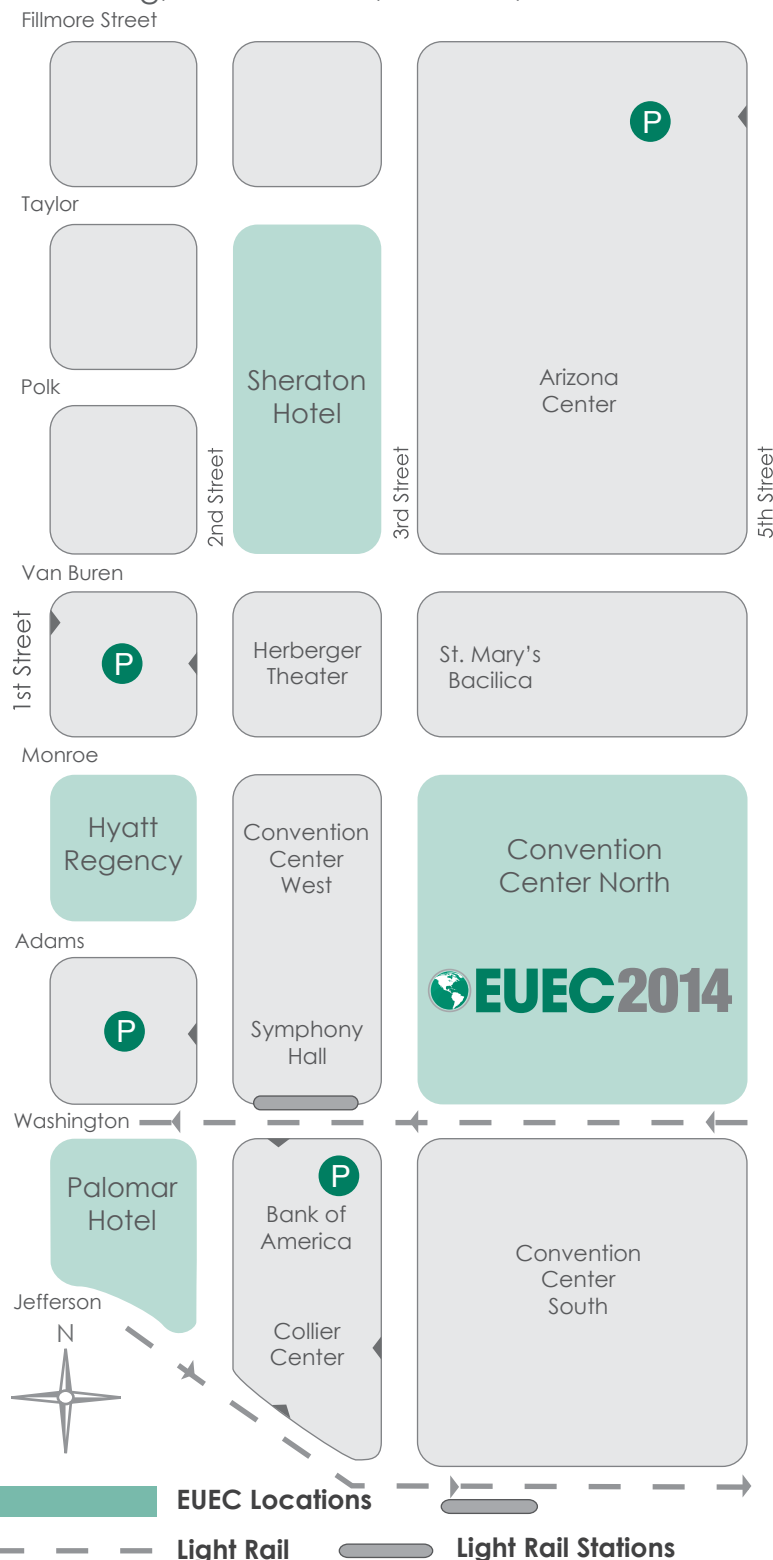 Fillmore Street
P
Taylor
Sheraton
Hotel
Arizona
Center
Polk
2nd Street
3rd Street
5th Street
Van Buren
1st Street
P
Herberger
Theater
St. Mary's
Bacilica
Monroe
Hyatt
Regency
Convention
Center
West
Convention
Center North
Adams
EUEC2014
P
Symphony
Hall
Washington
Palomar
Hotel
P
Bank of
America
Convention
Center
South
Jefferson
N
Collier
Center
EUEC Locations
Light Rail
Light Rail Stations